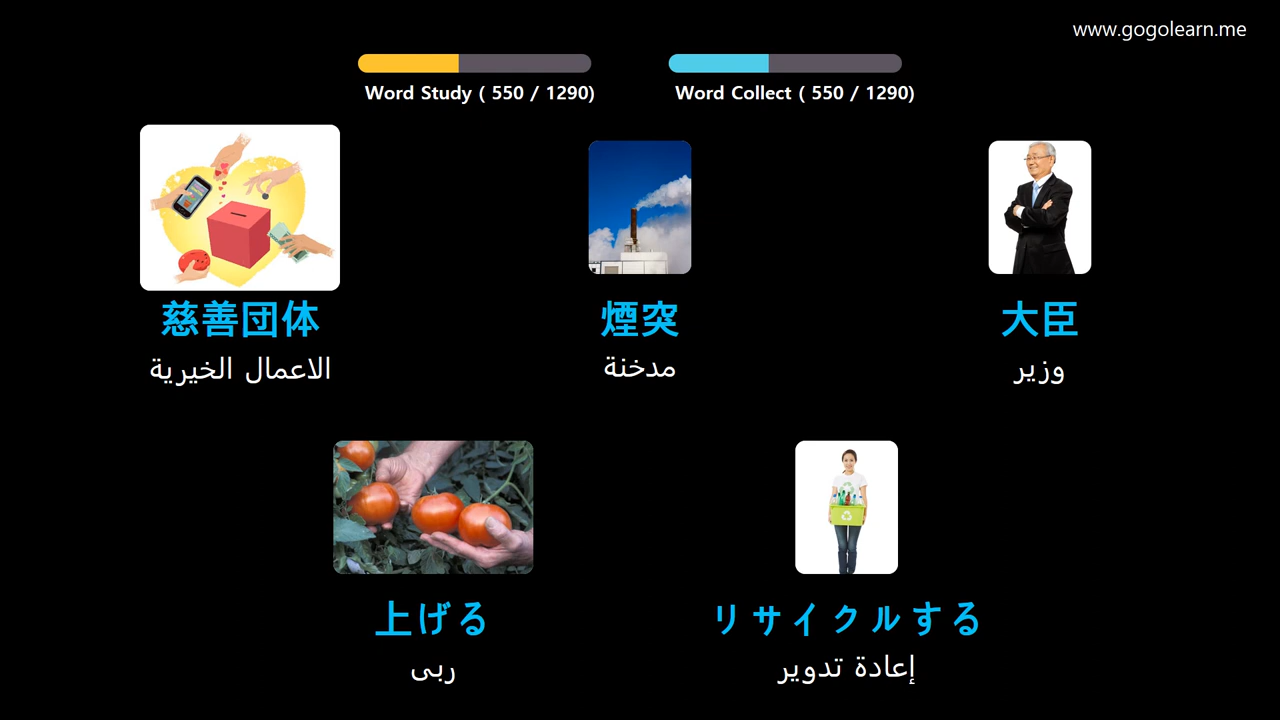 www.gogolearn.me
Word Study ( 550 / 1290)
Word Collect ( 550 / 1290)
慈善団体
煙突
大臣
الاعمال الخيرية
مدخنة
وزير
上げる
リサイクルする
ربى
إعادة تدوير